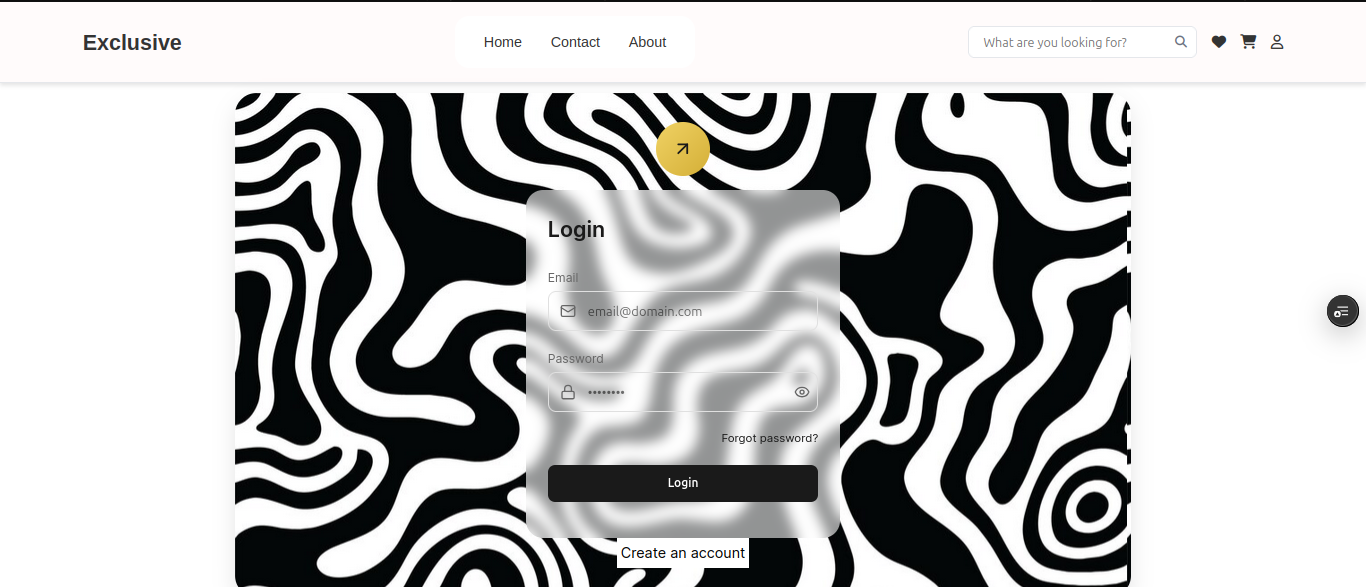 Exclusive
Home Contact About
What are you looking for?
Login
Email
email@domain.com
Password
••••••••
Forgot password?
Login
Create an account